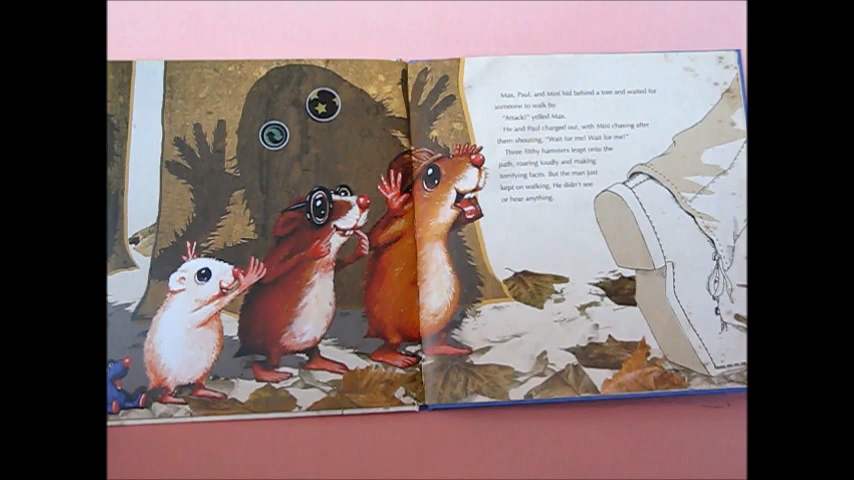 Max, Paul, and Mini hid behind a tree and waited for
someone to walk by.
"Attack!" yelled Max.
He and Paul charged out, with Mini chasing after
them shouting, "Wait for me! Wait for me!"
Three filthy hamsters leapt onto the
path, roaring loudly and making
terrifying faces. But the man just
kept on walking. He didn't see
or hear anything.